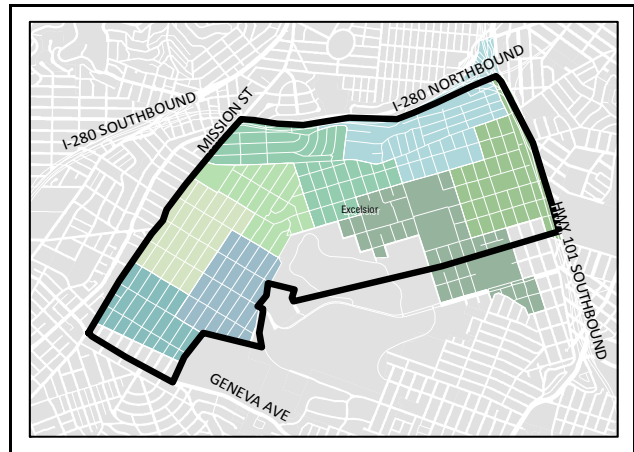 I-280 NORTHBOUND
I-280 SOUTHBOUND
MISSION ST
Excelsior
HWY 101 SOUTHBOUND
GENEVA AVE